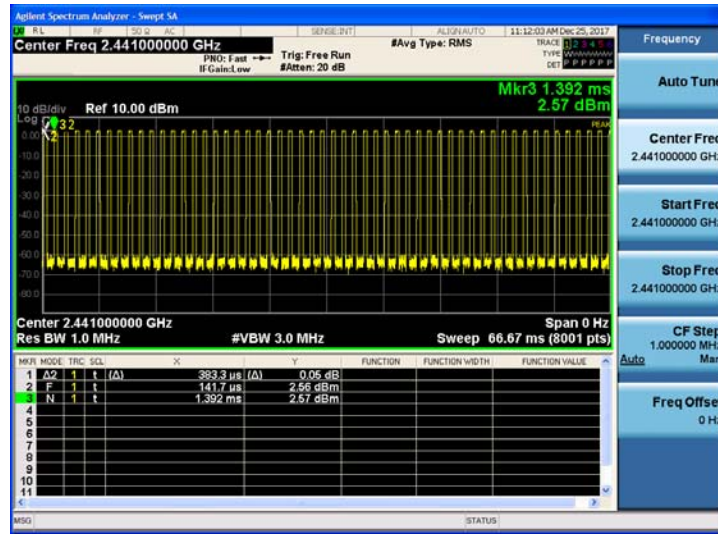 Agilent Spectrum Analyzer - Swept SA
RL RF 50 Ω AC SENSE:INT ALIGN AUTO 11:12:03 AM Dec 25, 2017
Center Freq 2.441000000 GHz
PNO: Fast
IFGain:Low
Trig: Free Run
#Atten: 20 dB
#Avg Type: RMS
TRACE 1 2 3 4 5 6
TYPE
DET P P P P P P
Frequency
Mkr3 1.392 ms
2.57 dBm
10 dB/div Ref 10.00 dBm
Log
PEAK
0.00
-10.0
-20.0
-30.0
-40.0
-50.0
-60.0
-70.0
-80.0
Center 2.441000000 GHz Span 0 Hz
Res BW 1.0 MHz #VBW 3.0 MHz Sweep 66.67 ms (8001 pts)
MKR MODE TRC SCL X Y FUNCTION FUNCTION WIDTH FUNCTION VALUE
1 Δ2 1 t (Δ) 383.3 µs (Δ) 0.05 dB
2 F 1 t 141.7 µs 2.56 dBm
3 N 1 t 1.392 ms 2.57 dBm
4
5
6
7
8
9
10
11
MSG STATUS
Auto Tune
Center Freq
2.441000000 GHz
Start Freq
2.441000000 GHz
Stop Freq
2.441000000 GHz
CF Step
1.000000 MHz
Auto Man
Freq Offset
0 Hz